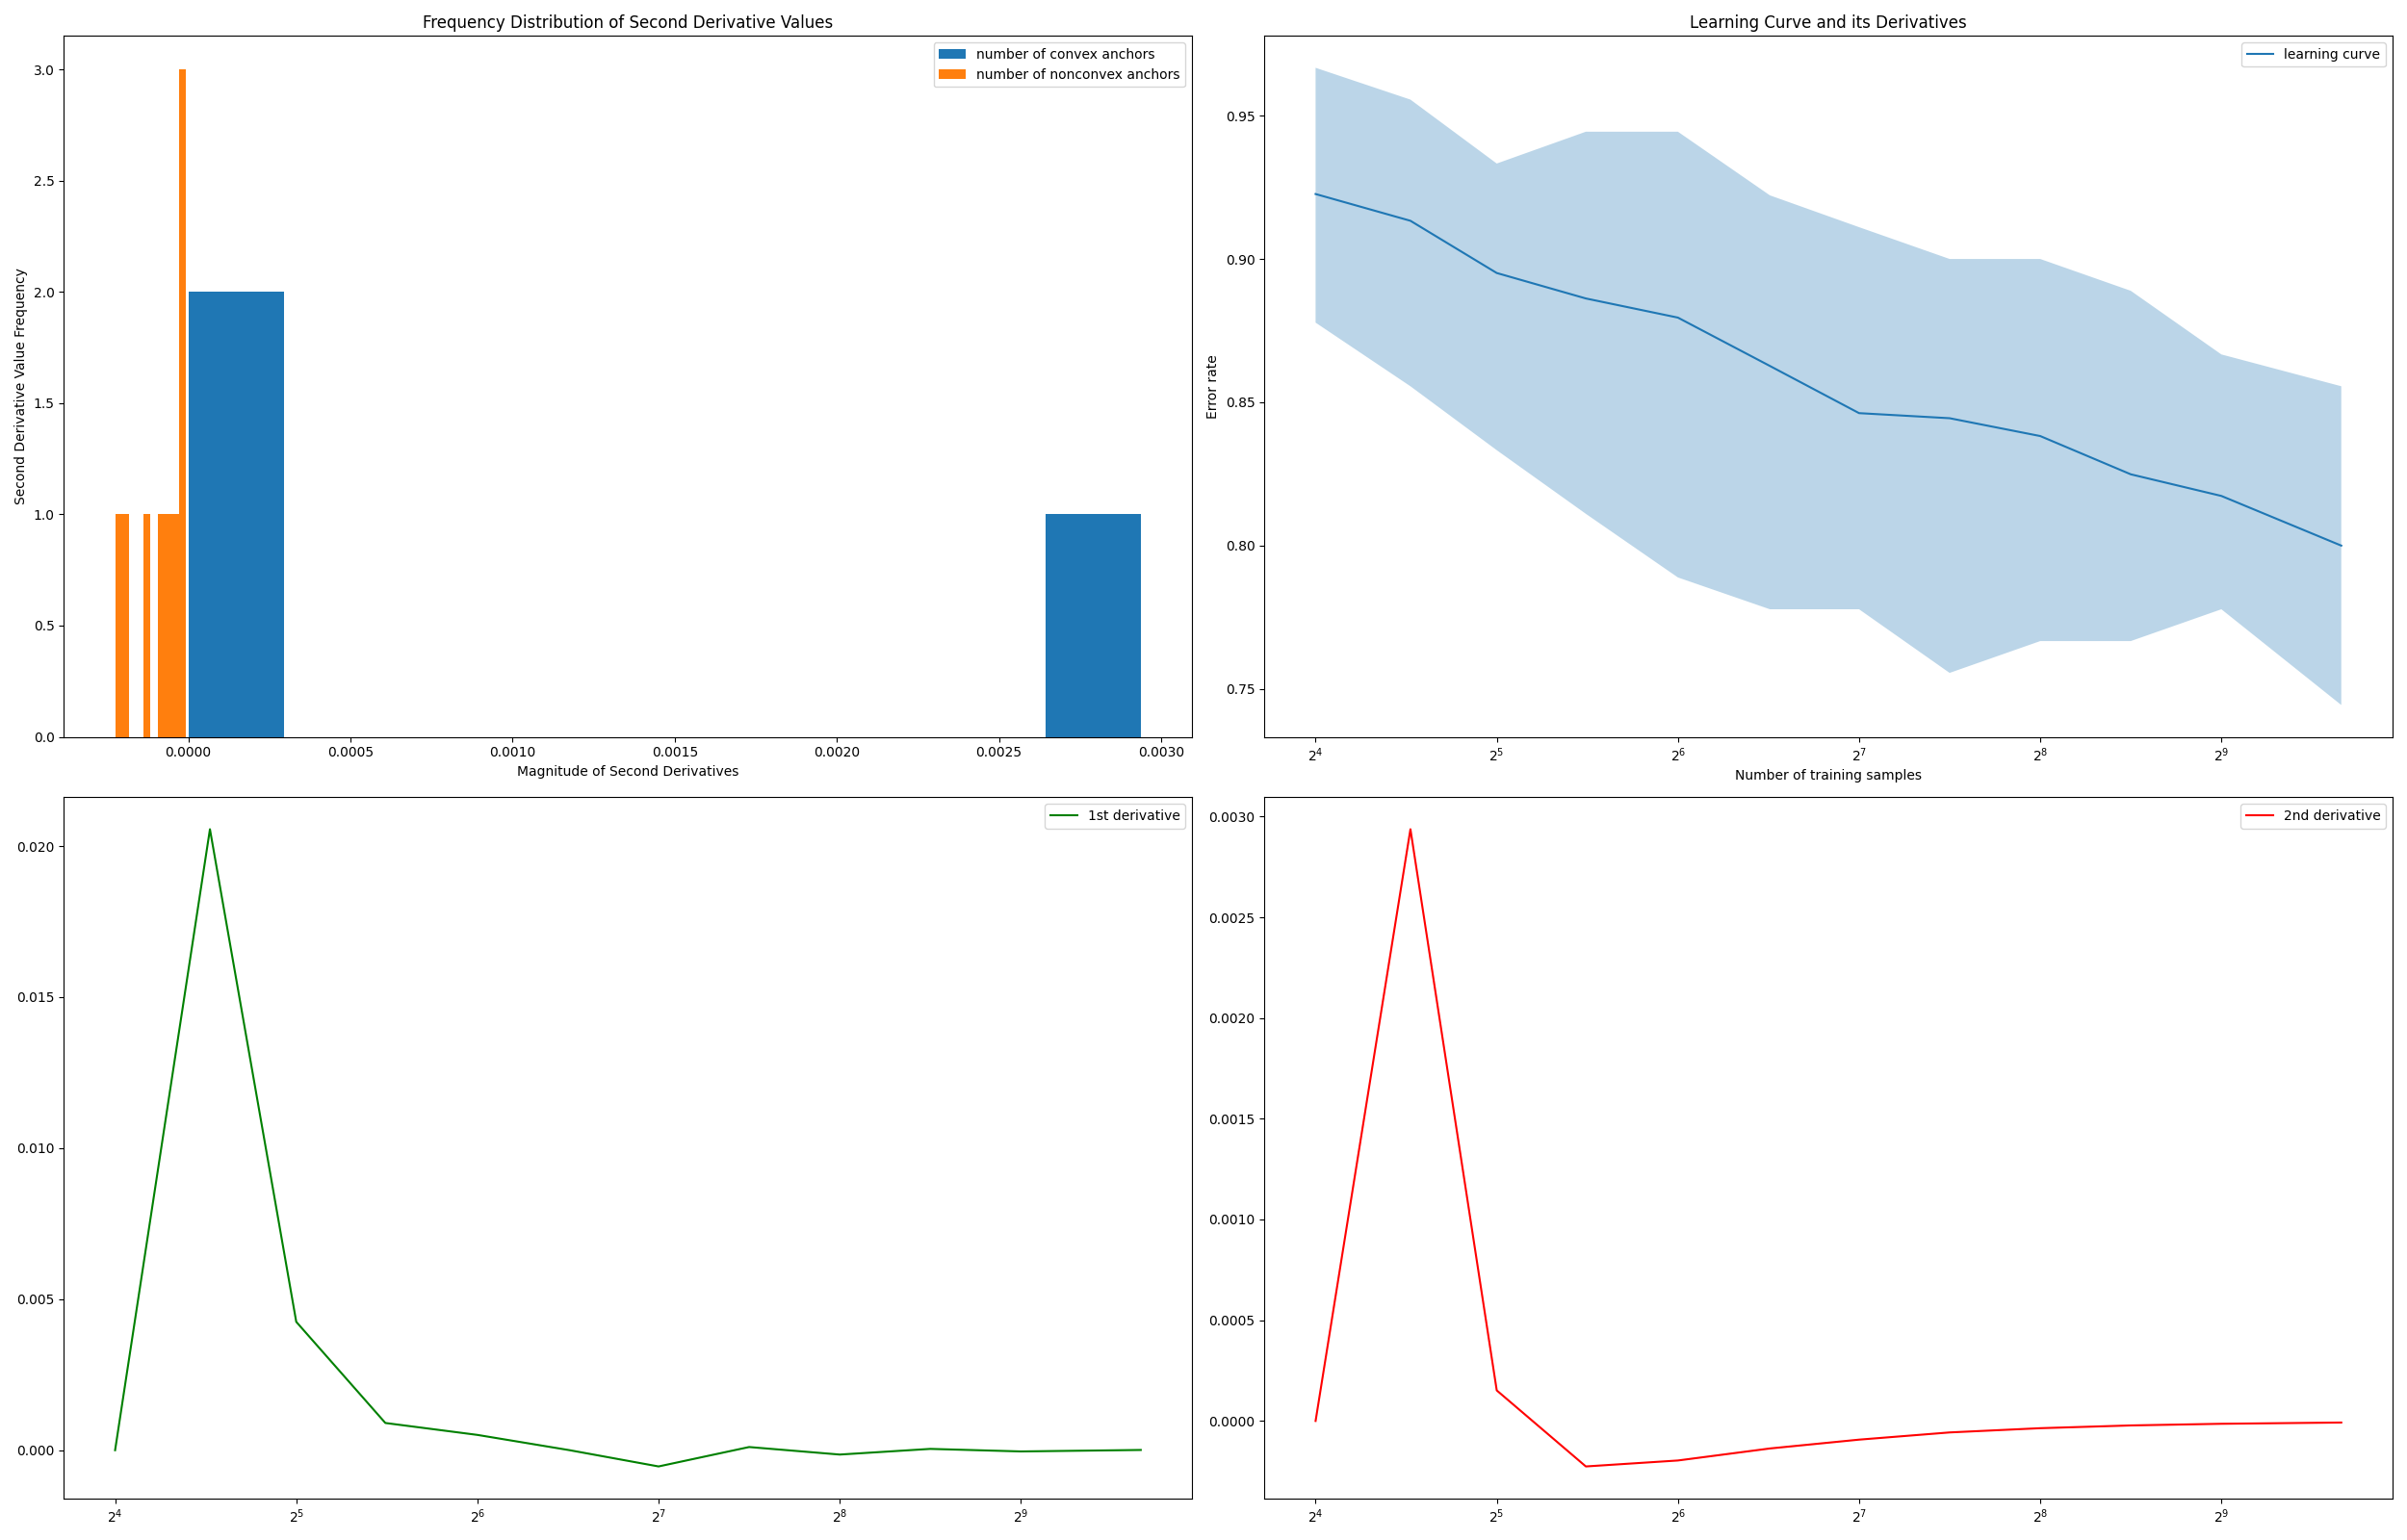 Frequency Distribution of Second Derivative Values
number of convex anchors
number of nonconvex anchors
Second Derivative Value Frequency
3.0
2.5
2.0
1.5
1.0
0.5
0.0
0.0000 0.0005 0.0010 0.0015 0.0020 0.0025 0.0030
Magnitude of Second Derivatives
Learning Curve and its Derivatives
learning curve
Error rate
0.95
0.90
0.85
0.80
0.75
2⁴ 2⁵ 2⁶ 2⁷ 2⁸ 2⁹
Number of training samples
1st derivative
0.020
0.015
0.010
0.005
0.000
2⁴ 2⁵ 2⁶ 2⁷ 2⁸ 2⁹
2nd derivative
0.0030
0.0025
0.0020
0.0015
0.0010
0.0005
0.0000
2⁴ 2⁵ 2⁶ 2⁷ 2⁸ 2⁹